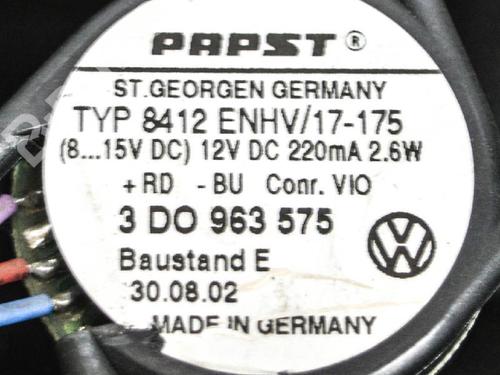 PAPST®
ST.GEORGEN GERMANY
TYP 8412 ENHV/17-175
(8...15V DC) 12V DC 220mA 2.6W
+RD -BU Conr. VIO
3 DO 963 575
Baustand E
30.08.02
MADE IN GERMANY